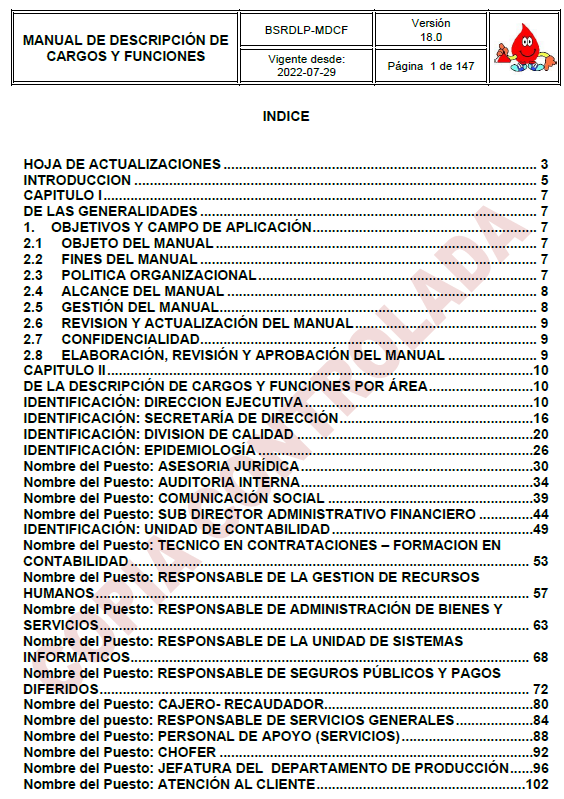 MANUAL DE DESCRIPCIÓN DE
CARGOS Y FUNCIONES
BSRDLP-MDCF
Vigente desde:
2022-07-29
Versión
18.0
Página 1 de 147
INDICE
HOJA DE ACTUALIZACIONES ........ 3
INTRODUCCION ........ 5
CAPITULO I ........ 7
DE LAS GENERALIDADES ........ 7
1. OBJETIVOS Y CAMPO DE APLICACIÓN ........ 7
2.1 OBJETO DEL MANUAL ........ 7
2.2 FINES DEL MANUAL ........ 7
2.3 POLITICA ORGANIZACIONAL ........ 7
2.4 ALCANCE DEL MANUAL ........ 8
2.5 GESTIÓN DEL MANUAL ........ 8
2.6 REVISION Y ACTUALIZACIÓN DEL MANUAL ........ 9
2.7 CONFIDENCIALIDAD ........ 9
2.8 ELABORACIÓN, REVISIÓN Y APROBACIÓN DEL MANUAL ........ 9
CAPITULO II ........ 10
DE LA DESCRIPCIÓN DE CARGOS Y FUNCIONES POR ÁREA ........ 10
IDENTIFICACIÓN: DIRECCION EJECUTIVA ........ 10
IDENTIFICACIÓN: SECRETARÍA DE DIRECCIÓN ........ 16
IDENTIFICACIÓN: DIVISION DE CALIDAD ........ 20
IDENTIFICACIÓN: EPIDEMIOLOGÍA ........ 26
Nombre del Puesto: ASESORIA JURÍDICA ........ 30
Nombre del Puesto: AUDITORIA INTERNA ........ 34
Nombre del Puesto: COMUNICACIÓN SOCIAL ........ 39
Nombre del Puesto: SUB DIRECTOR ADMINISTRATIVO FINANCIERO ........ 44
IDENTIFICACIÓN: UNIDAD DE CONTABILIDAD ........ 49
Nombre del Puesto: TECNICO EN CONTRATACIONES – FORMACION EN
CONTABILIDAD ........ 53
Nombre del Puesto: RESPONSABLE DE LA GESTION DE RECURSOS
HUMANOS ........ 57
Nombre del Puesto: RESPONSABLE DE ADMINISTRACIÓN DE BIENES Y
SERVICIOS ........ 63
Nombre del Puesto: RESPONSABLE DE LA UNIDAD DE SISTEMAS
INFORMATICOS ........ 68
Nombre del Puesto: RESPONSABLE DE SEGUROS PÚBLICOS Y PAGOS
DIFERIDOS ........ 72
Nombre del Puesto: CAJERO- RECAUDADOR ........ 80
Nombre del puesto: RESPONSABLE DE SERVICIOS GENERALES ........ 84
Nombre del Puesto: PERSONAL DE APOYO (SERVICIOS) ........ 88
Nombre del Puesto: CHOFER ........ 92
Nombre del Puesto: JEFATURA DEL DEPARTAMENTO DE PRODUCCIÓN ...... 96
Nombre del Puesto: ATENCIÓN AL CLIENTE ........ 102
COPIA CONTROLADA